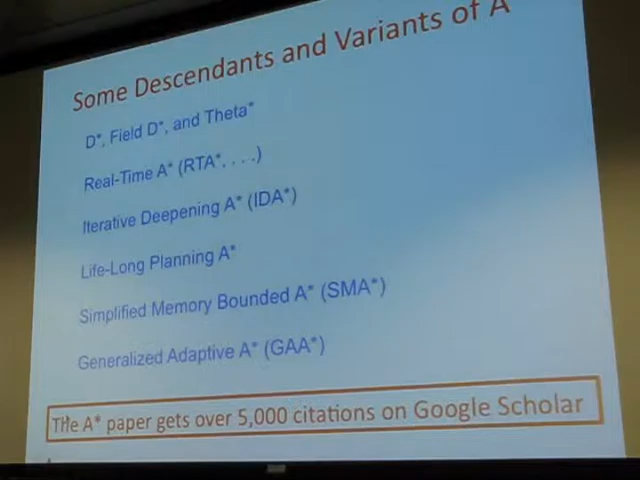 Some Descendants and Variants of A
D*, Field D*, and Theta*
Real-Time A* (RTA*, . . .)
Iterative Deepening A* (IDA*)
Life-Long Planning A*
Simplified Memory Bounded A* (SMA*)
Generalized Adaptive A* (GAA*)
The A* paper gets over 5,000 citations on Google Scholar